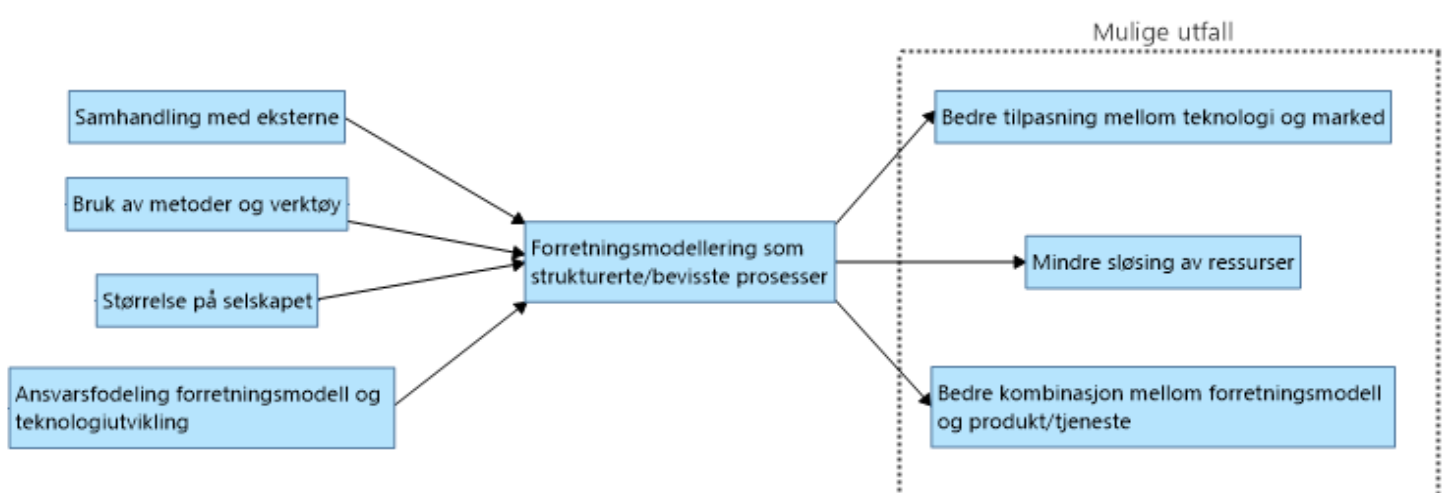 Mulige utfall
Samhandling med eksterne
Bruk av metoder og verktøy
Størrelse på selskapet
Ansvarsfodeling forretningsmodell og
teknologiutvikling
Forretningsmodellering som
strukturerte/bevisste prosesser
Bedre tilpasning mellom teknologi og marked
Mindre sløsing av ressurser
Bedre kombinasjon mellom forretningsmodell
og produkt/tjeneste